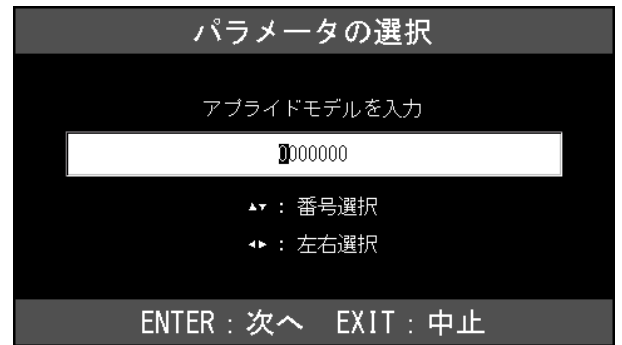 パラメータの選択
アプライドモデルを入力
0000000
▲▼ : 番号選択
◀▶ : 左右選択
ENTER : 次へ EXIT : 中止